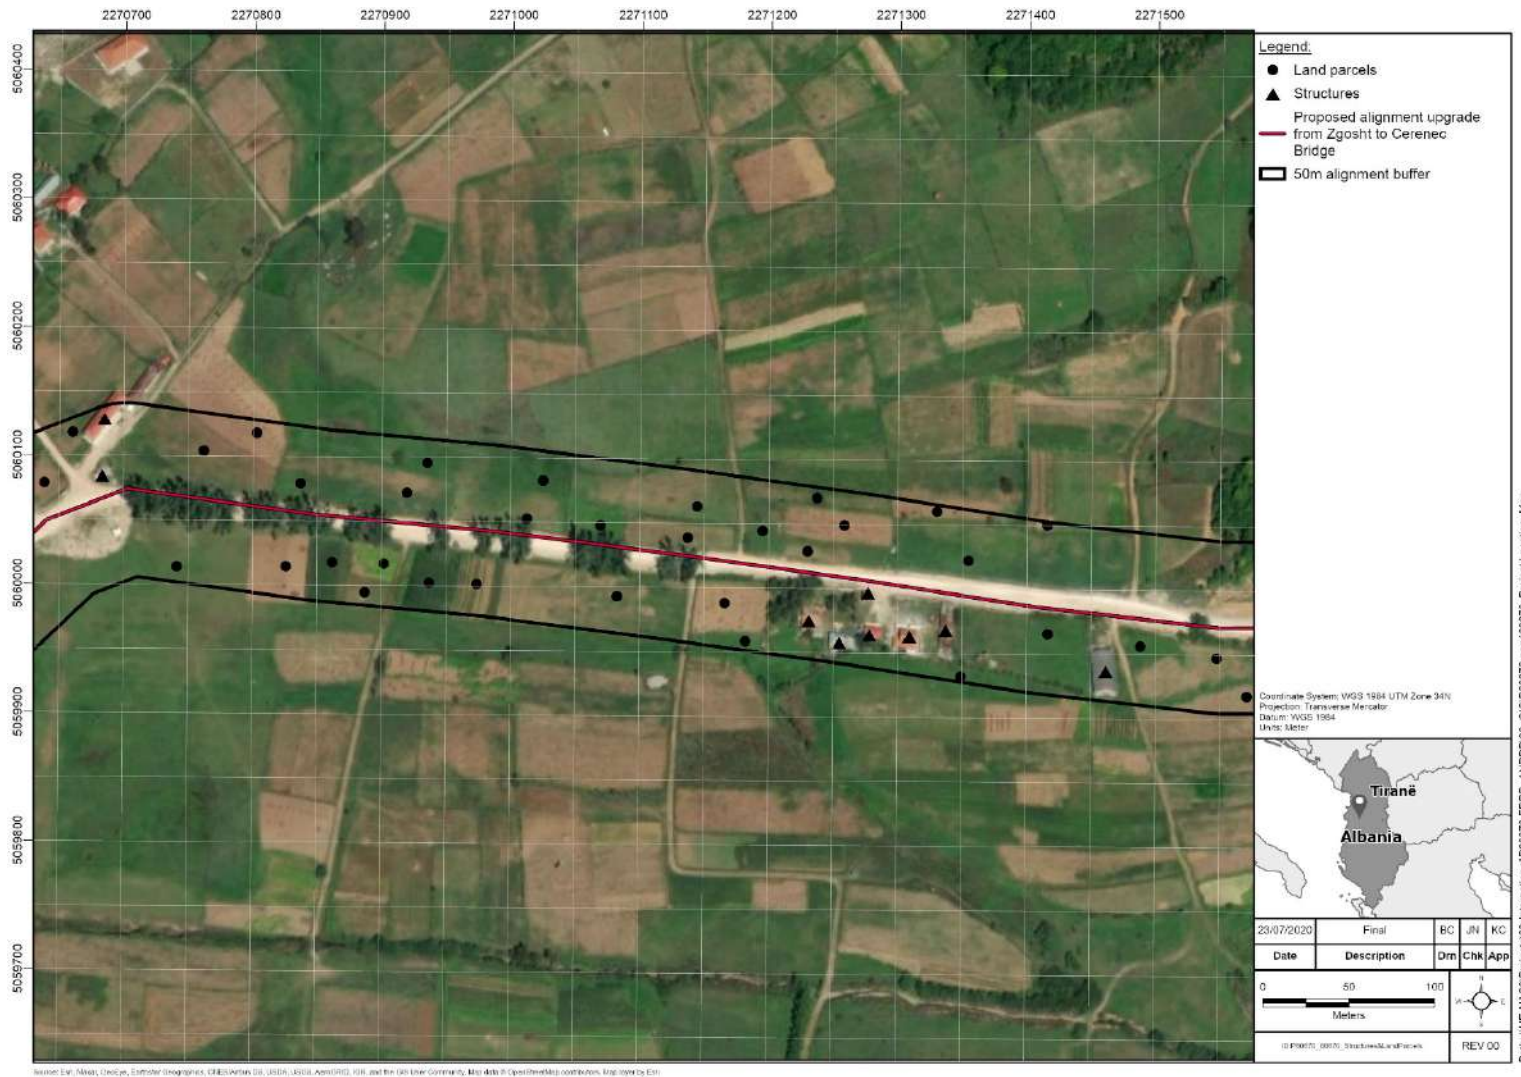 2270700 2270800 2270900 2271000 2271100 2271200 2271300 2271400 2271500
5060400
5060300
5060200
5060100
5060000
5059900
5059800
5059700
Legend:
Land parcels
Structures
Proposed alignment upgrade
from Zgosht to Cerenec
Bridge
50m alignment buffer
Coordinate System: WGS 1984 UTM Zone 34N
Projection: Transverse Mercator
Datum: WGS 1984
Units: Meter
Tiranë
Albania
23/07/2020 Final BC JN KC
Date Description Drn Chk App
0 50 100
Meters
N
W E
S
REV 00